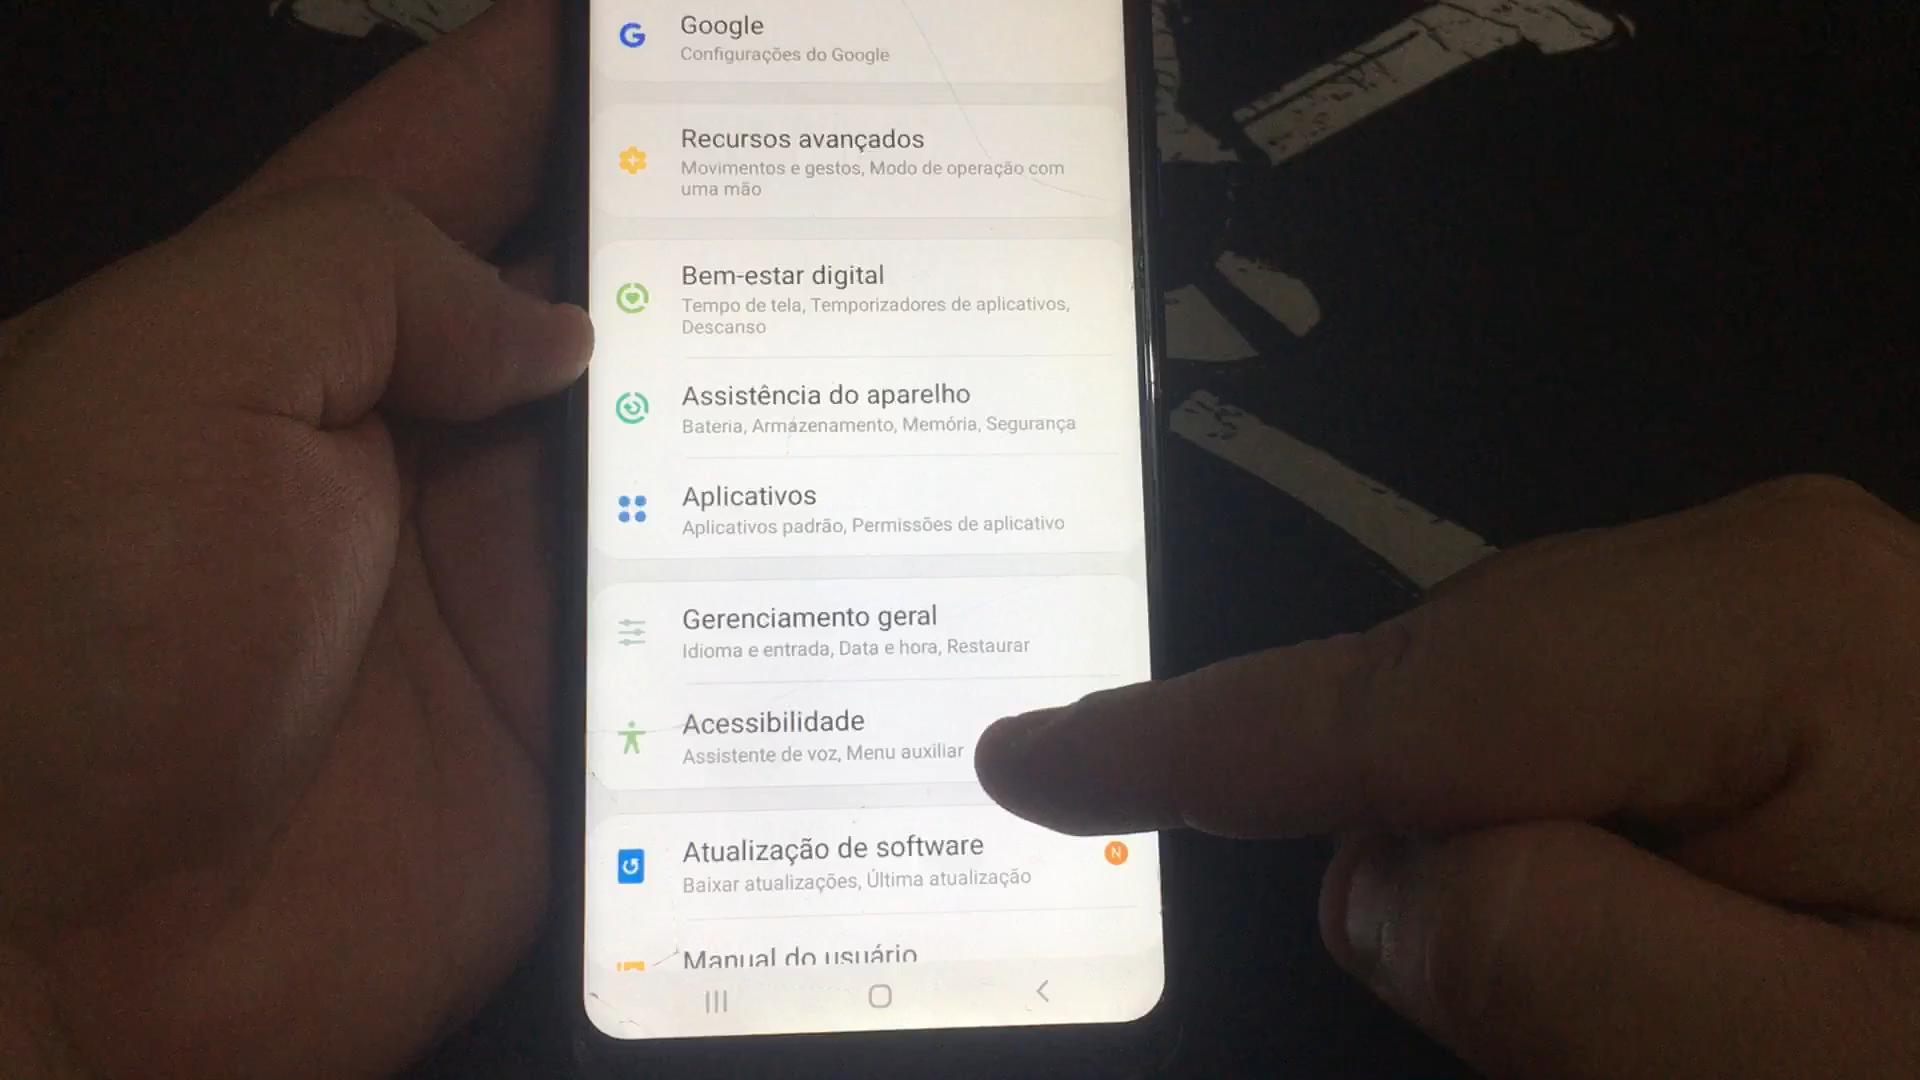 Google
Configurações do Google
Recursos avançados
Movimentos e gestos, Modo de operação com
uma mão
Bem-estar digital
Tempo de tela, Temporizadores de aplicativos,
Descanso
Assistência do aparelho
Bateria, Armazenamento, Memória, Segurança
Aplicativos
Aplicativos padrão, Permissões de aplicativo
Gerenciamento geral
Idioma e entrada, Data e hora, Restaurar
Acessibilidade
Assistente de voz, Menu auxiliar
Atualização de software
N
Baixar atualizações, Última atualização
Manual do usuário